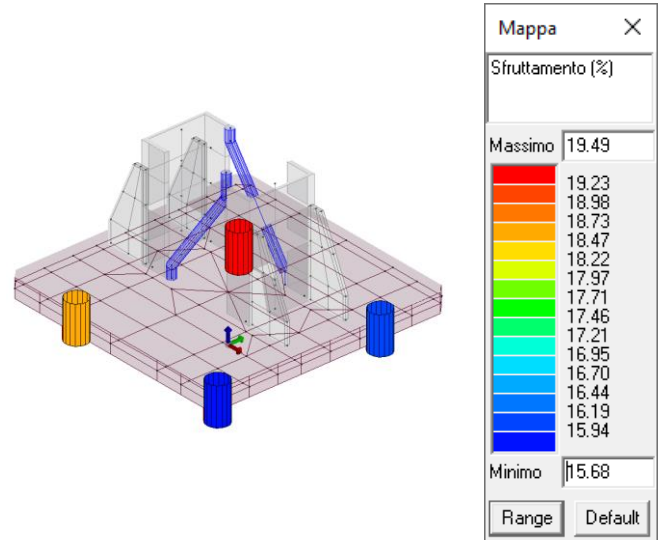 Mappa
Sfruttamento (%)
Massimo 19.49
19.23
18.98
18.73
18.47
18.22
17.97
17.71
17.46
17.21
16.95
16.70
16.44
16.19
15.94
Minimo 15.68
Range Default